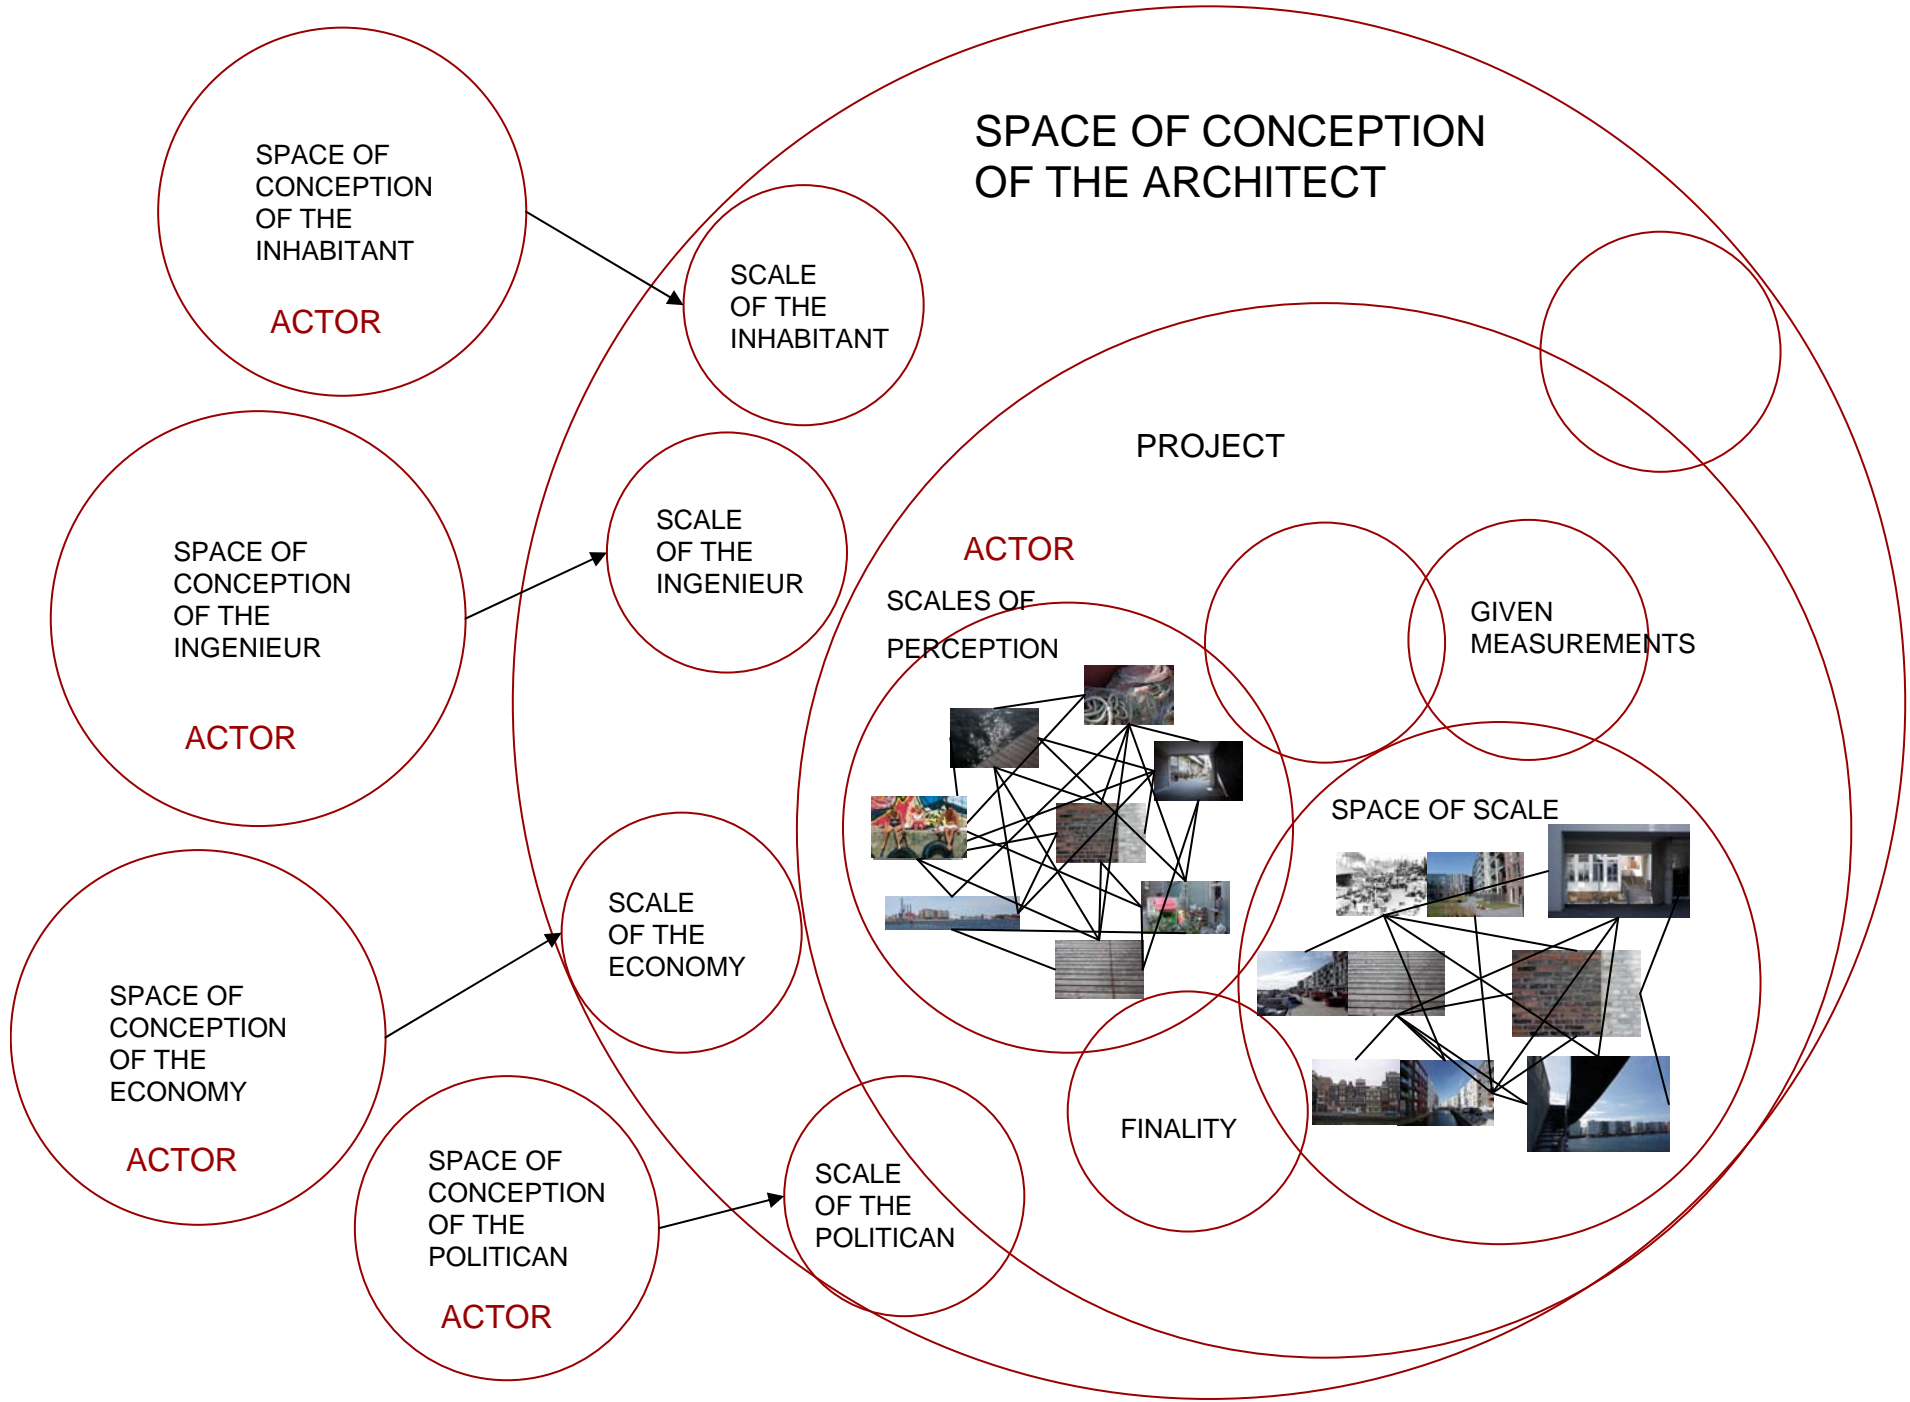 SPACE OF CONCEPTION
OF THE ARCHITECT
SPACE OF
CONCEPTION
OF THE
INHABITANT
ACTOR
SCALE
OF THE
INHABITANT
PROJECT
SPACE OF
CONCEPTION
OF THE
INGENIEUR
ACTOR
SCALE
OF THE
INGENIEUR
ACTOR
SCALES OF
PERCEPTION
GIVEN
MEASUREMENTS
SPACE OF SCALE
SPACE OF
CONCEPTION
OF THE
ECONOMY
ACTOR
SCALE
OF THE
ECONOMY
FINALITY
SPACE OF
CONCEPTION
OF THE
POLITICAN
ACTOR
SCALE
OF THE
POLITICAN